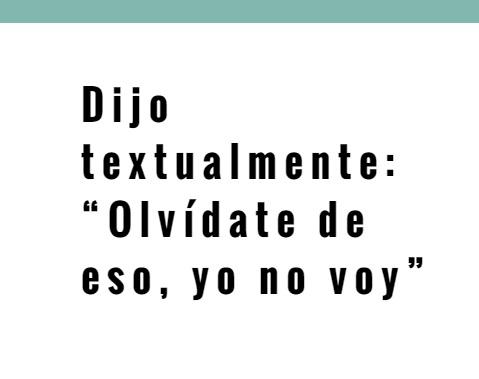 Dijo
textualmente:
“Olvídate de
eso, yo no voy”